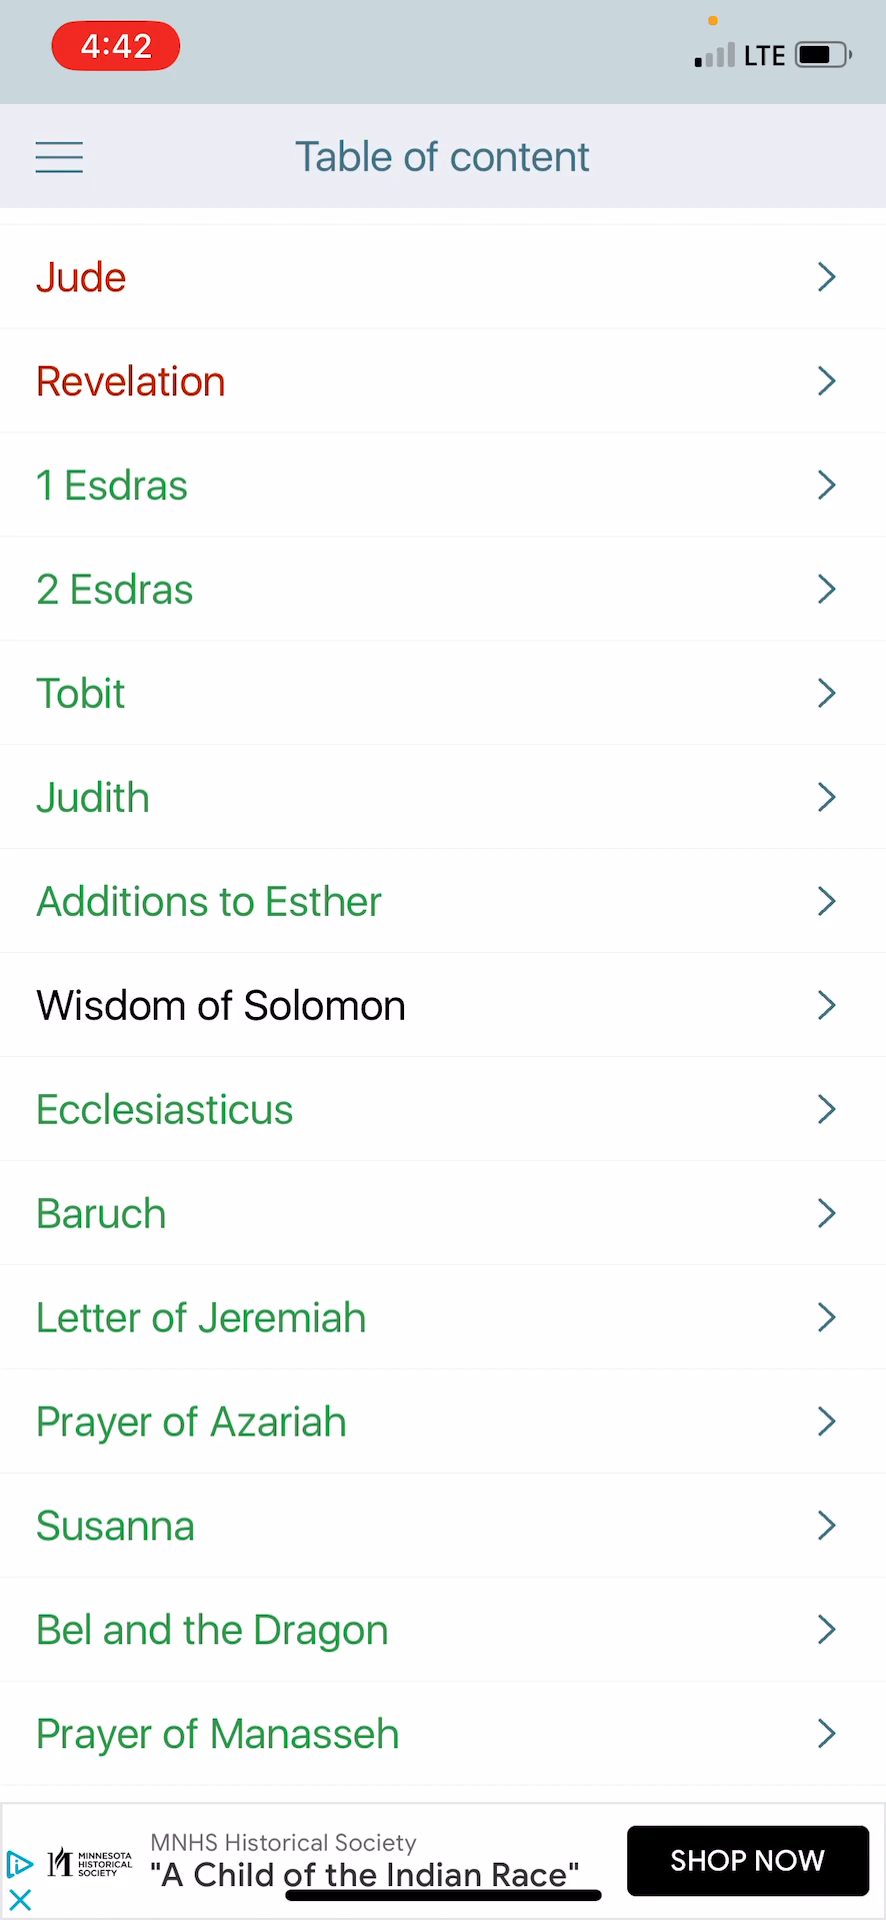 4:42
LTE
Table of content
Jude
Revelation
1 Esdras
2 Esdras
Tobit
Judith
Additions to Esther
Wisdom of Solomon
Ecclesiasticus
Baruch
Letter of Jeremiah
Prayer of Azariah
Susanna
Bel and the Dragon
Prayer of Manasseh
MINNESOTA
HISTORICAL
SOCIETY
MNHS Historical Society
"A Child of the Indian Race"
SHOP NOW